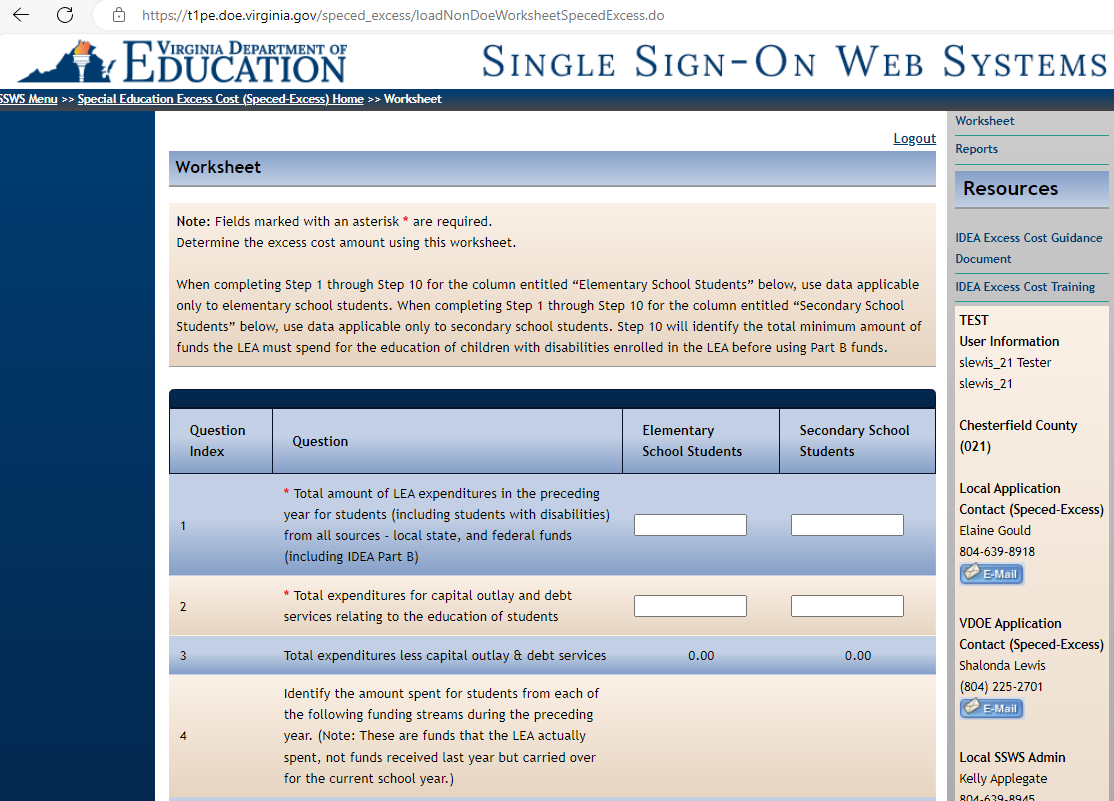 https://t1pe.doe.virginia.gov/speced_excess/loadNonDoeWorksheetSpecedExcess.do
VIRGINIA DEPARTMENT OF
EDUCATION
SINGLE SIGN-ON WEB SYSTEMS
SSWS Menu >> Special Education Excess Cost (Speced-Excess) Home >> Worksheet
Logout
Worksheet
Note: Fields marked with an asterisk * are required.
Determine the excess cost amount using this worksheet.
When completing Step 1 through Step 10 for the column entitled “Elementary School Students” below, use data applicable
only to elementary school students. When completing Step 1 through Step 10 for the column entitled “Secondary School
Students” below, use data applicable only to secondary school students. Step 10 will identify the total minimum amount of
funds the LEA must spend for the education of children with disabilities enrolled in the LEA before using Part B funds.
Question
Index
Question
Elementary
School Students
Secondary School
Students
1
* Total amount of LEA expenditures in the preceding
year for students (including students with disabilities)
from all sources - local state, and federal funds
(including IDEA Part B)
2
* Total expenditures for capital outlay and debt
services relating to the education of students
3
Total expenditures less capital outlay & debt services
0.00
0.00
4
Identify the amount spent for students from each of
the following funding streams during the preceding
year. (Note: These are funds that the LEA actually
spent, not funds received last year but carried over
for the current school year.)
Worksheet
Reports
Resources
IDEA Excess Cost Guidance
Document
IDEA Excess Cost Training
TEST
User Information
slewis_21 Tester
slewis_21
Chesterfield County
(021)
Local Application
Contact (Speced-Excess)
Elaine Gould
804-639-8918
E-Mail
VDOE Application
Contact (Speced-Excess)
Shalonda Lewis
(804) 225-2701
E-Mail
Local SSWS Admin
Kelly Applegate
804-639-8945